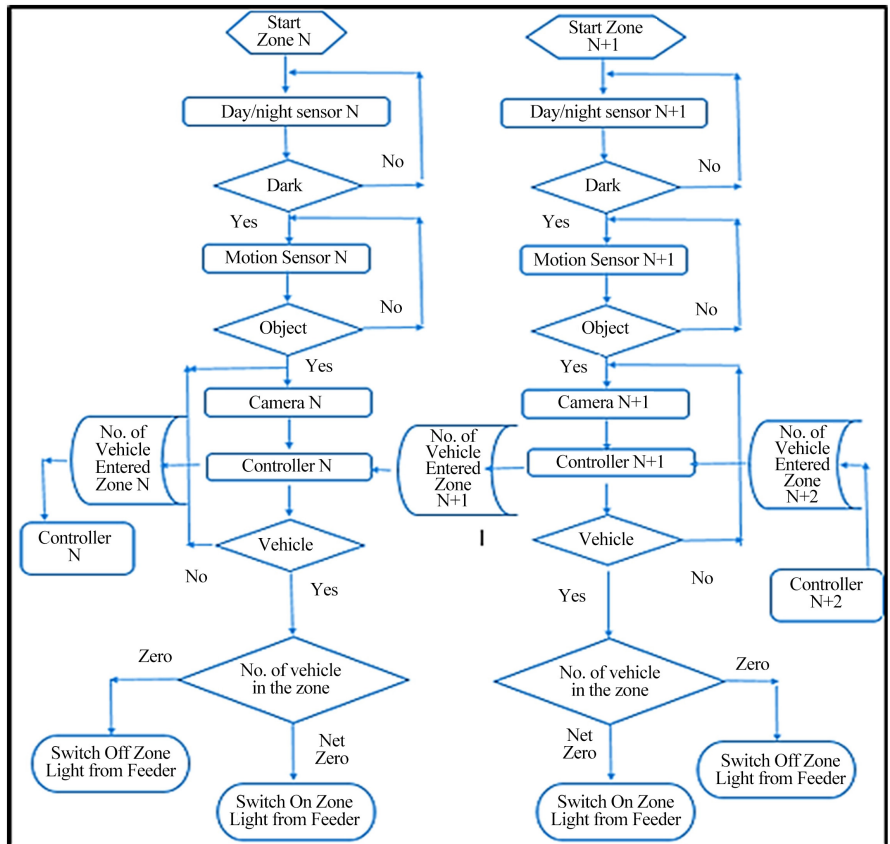 Start
Zone N
Day/night sensor N
Dark
No
Yes
Motion Sensor N
Object
No
Yes
Camera N
No. of
Vehicle
Entered
Zone N
Controller N
Controller
N
Vehicle
No
Yes
No. of vehicle
in the zone
Zero
Switch Off Zone
Light from Feeder
Net
Zero
Switch On Zone
Light from Feeder
Start Zone
N+1
Day/night sensor N+1
Dark
No
Yes
Motion Sensor N+1
Object
No
Yes
Camera N+1
No. of
Vehicle
Entered
Zone
N+1
Controller N+1
No. of
Vehicle
Entered
Zone
N+2
Controller
N+2
Vehicle
No
Yes
No. of vehicle
in the zone
Zero
Switch Off Zone
Light from Feeder
Net
Zero
Switch On Zone
Light from Feeder